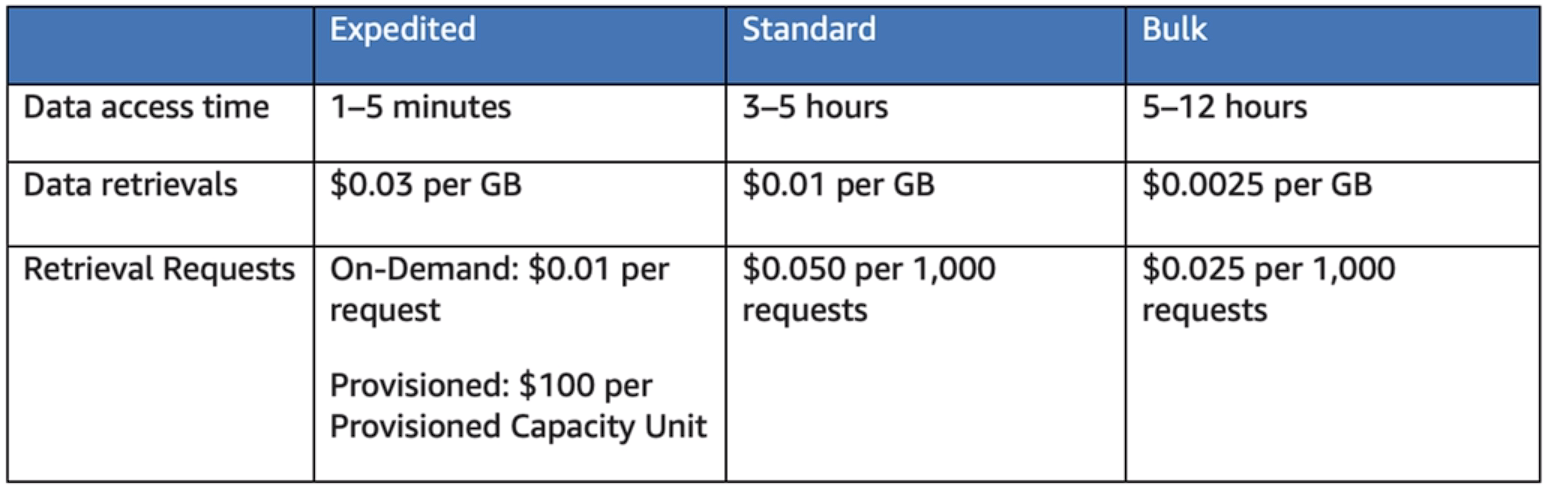 Expedited Standard Bulk
Data access time 1–5 minutes 3–5 hours 5–12 hours
Data retrievals $0.03 per GB $0.01 per GB $0.0025 per GB
Retrieval Requests On-Demand: $0.01 per $0.050 per 1,000 $0.025 per 1,000
request requests requests
Provisioned: $100 per
Provisioned Capacity Unit